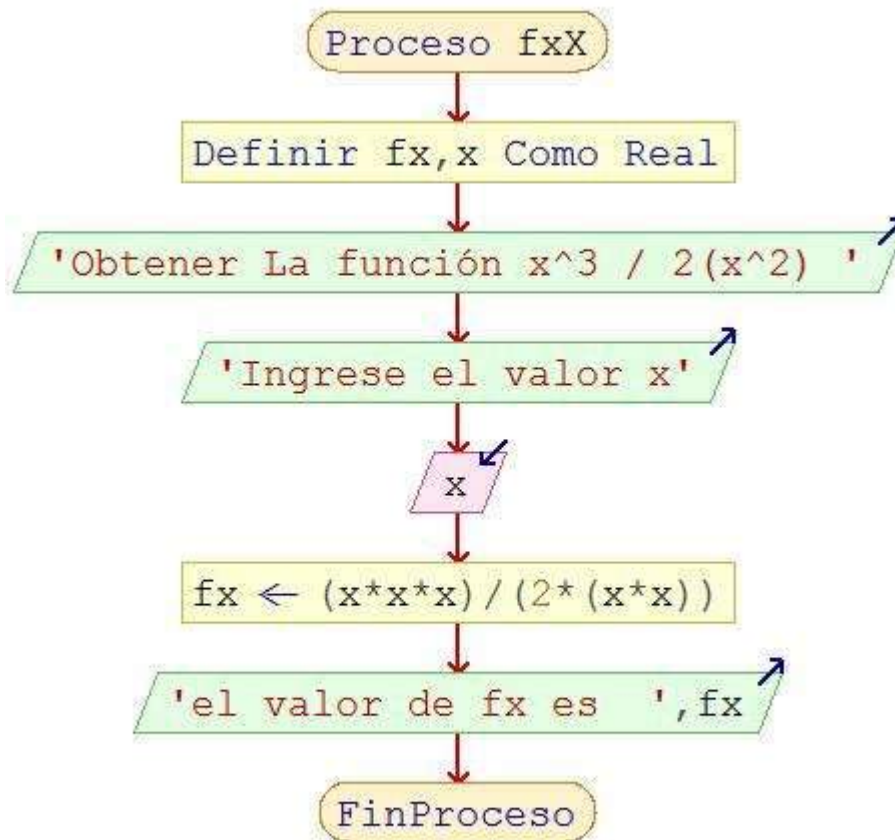 Proceso fxX
Definir fx,x Como Real
'Obtener La función x^3 / 2(x^2) '
'Ingrese el valor x'
x
fx ← (x*x*x)/(2*(x*x))
'el valor de fx es  ',fx
FinProceso